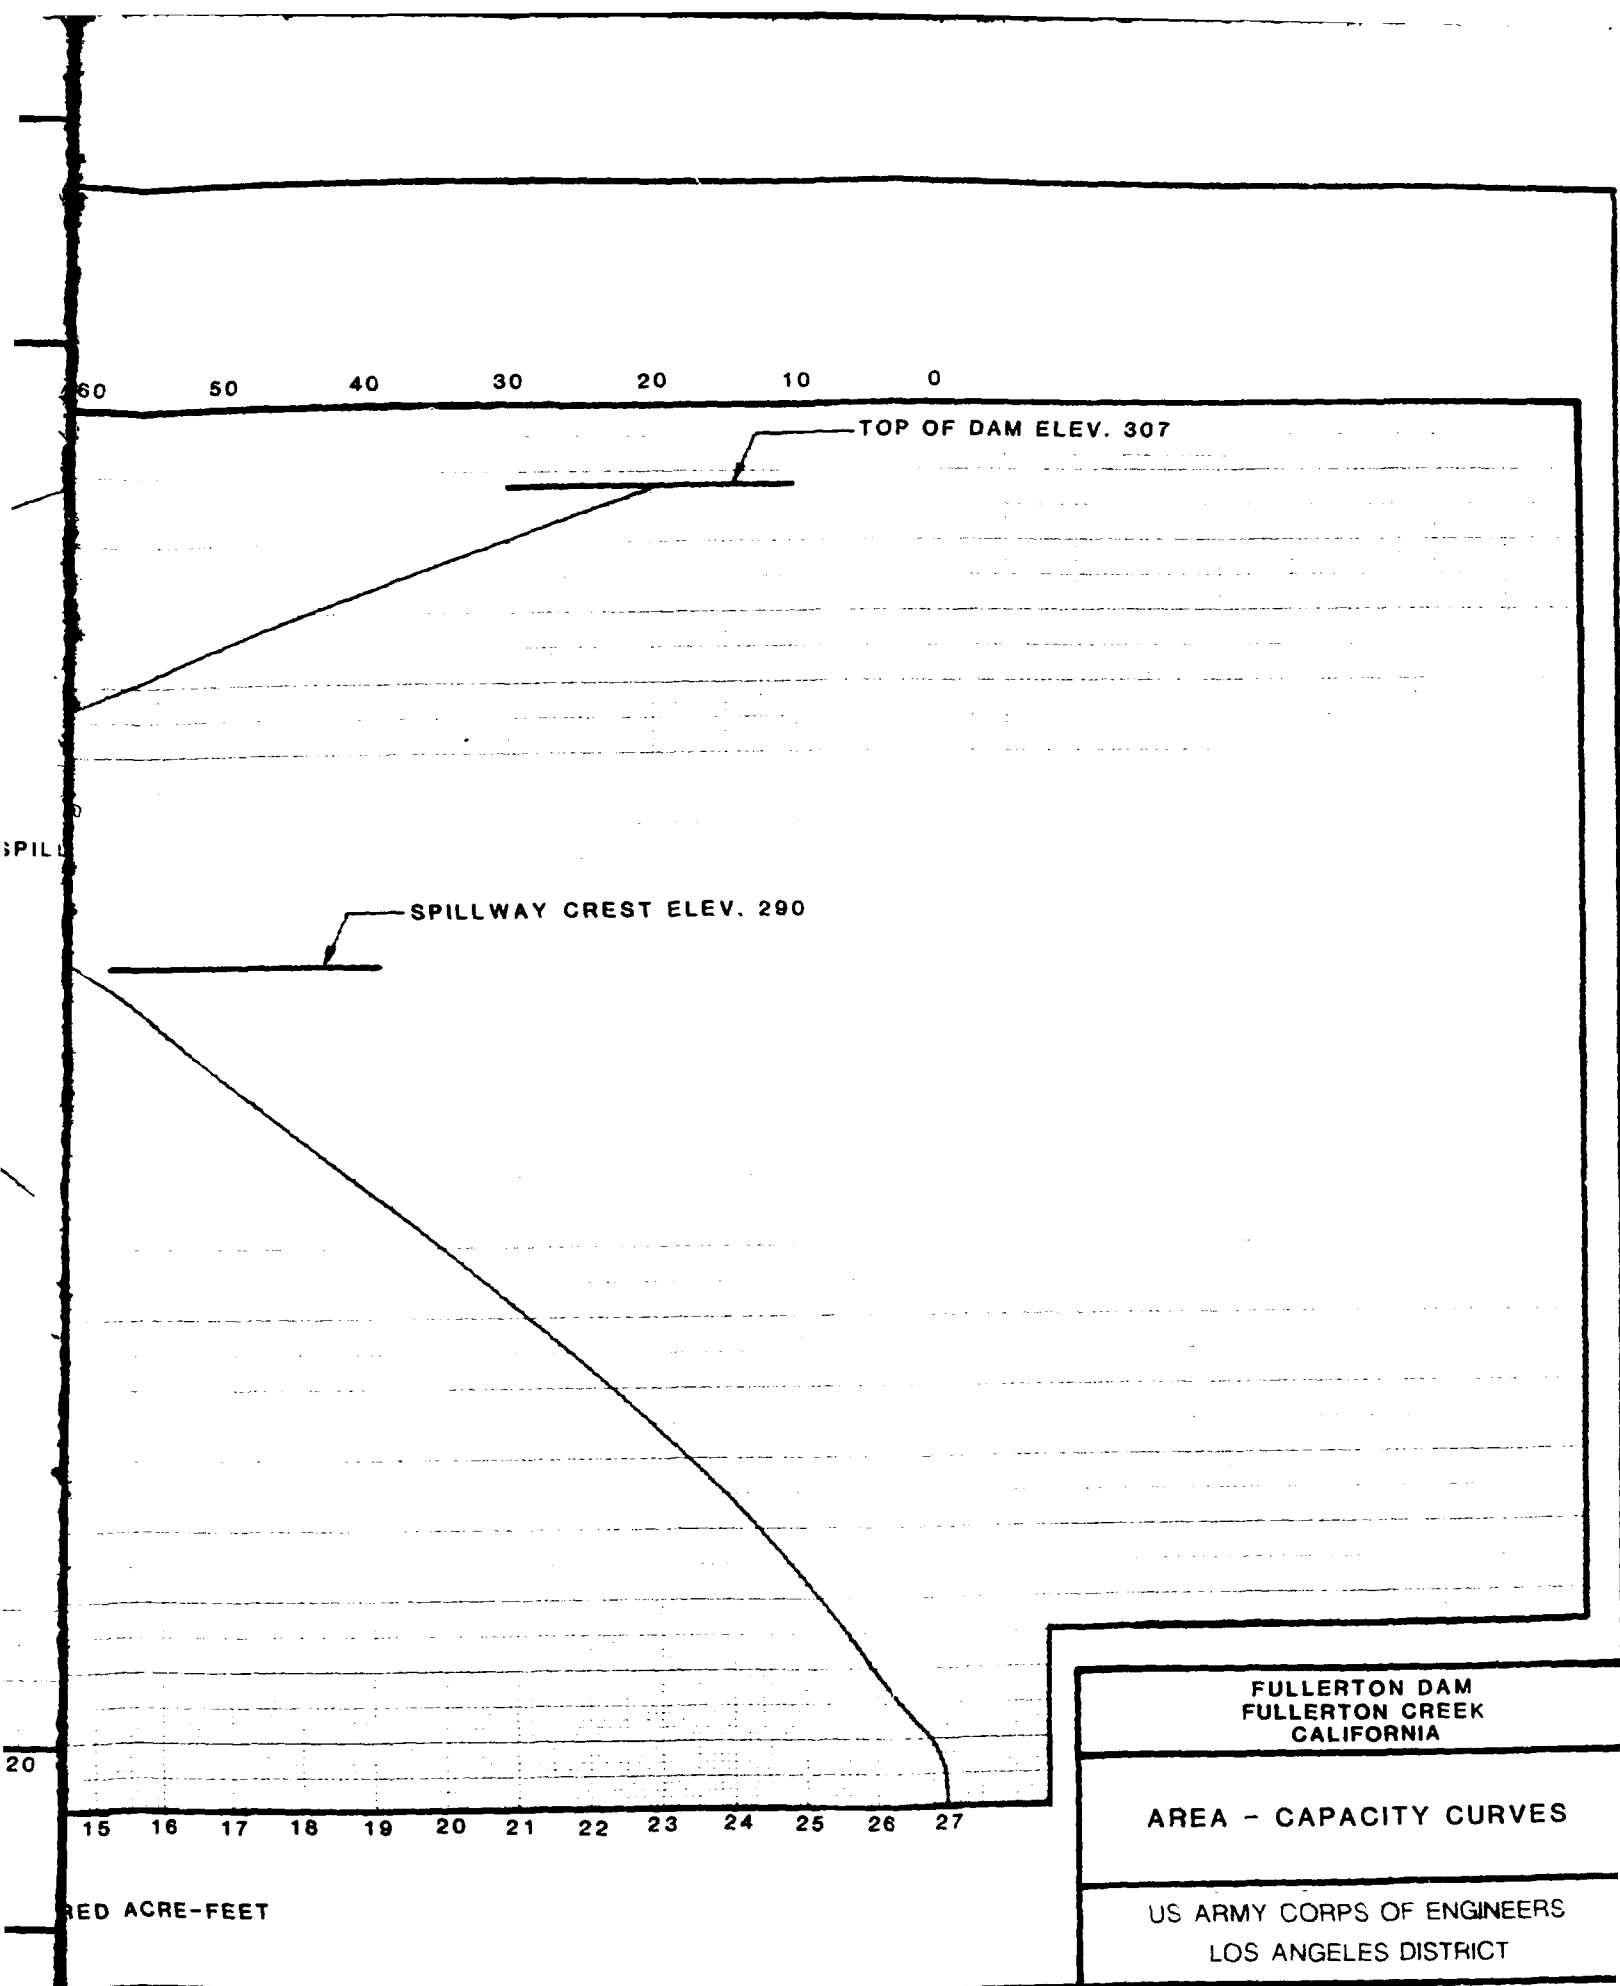 60 50 40 30 20 10 0
TOP OF DAM ELEV. 307
SPILL
SPILLWAY CREST ELEV. 290
20
15 16 17 18 19 20 21 22 23 24 25 26 27
RED ACRE-FEET
FULLERTON DAM
FULLERTON CREEK
CALIFORNIA
AREA - CAPACITY CURVES
US ARMY CORPS OF ENGINEERS
LOS ANGELES DISTRICT